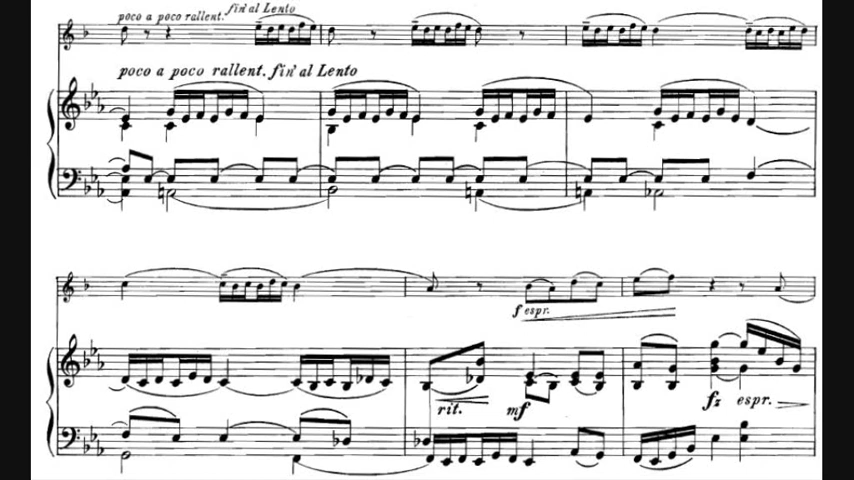 poco a poco rallent. fin' al Lento
poco a poco rallent. fin' al Lento
f espr.
rit. mf fz espr.